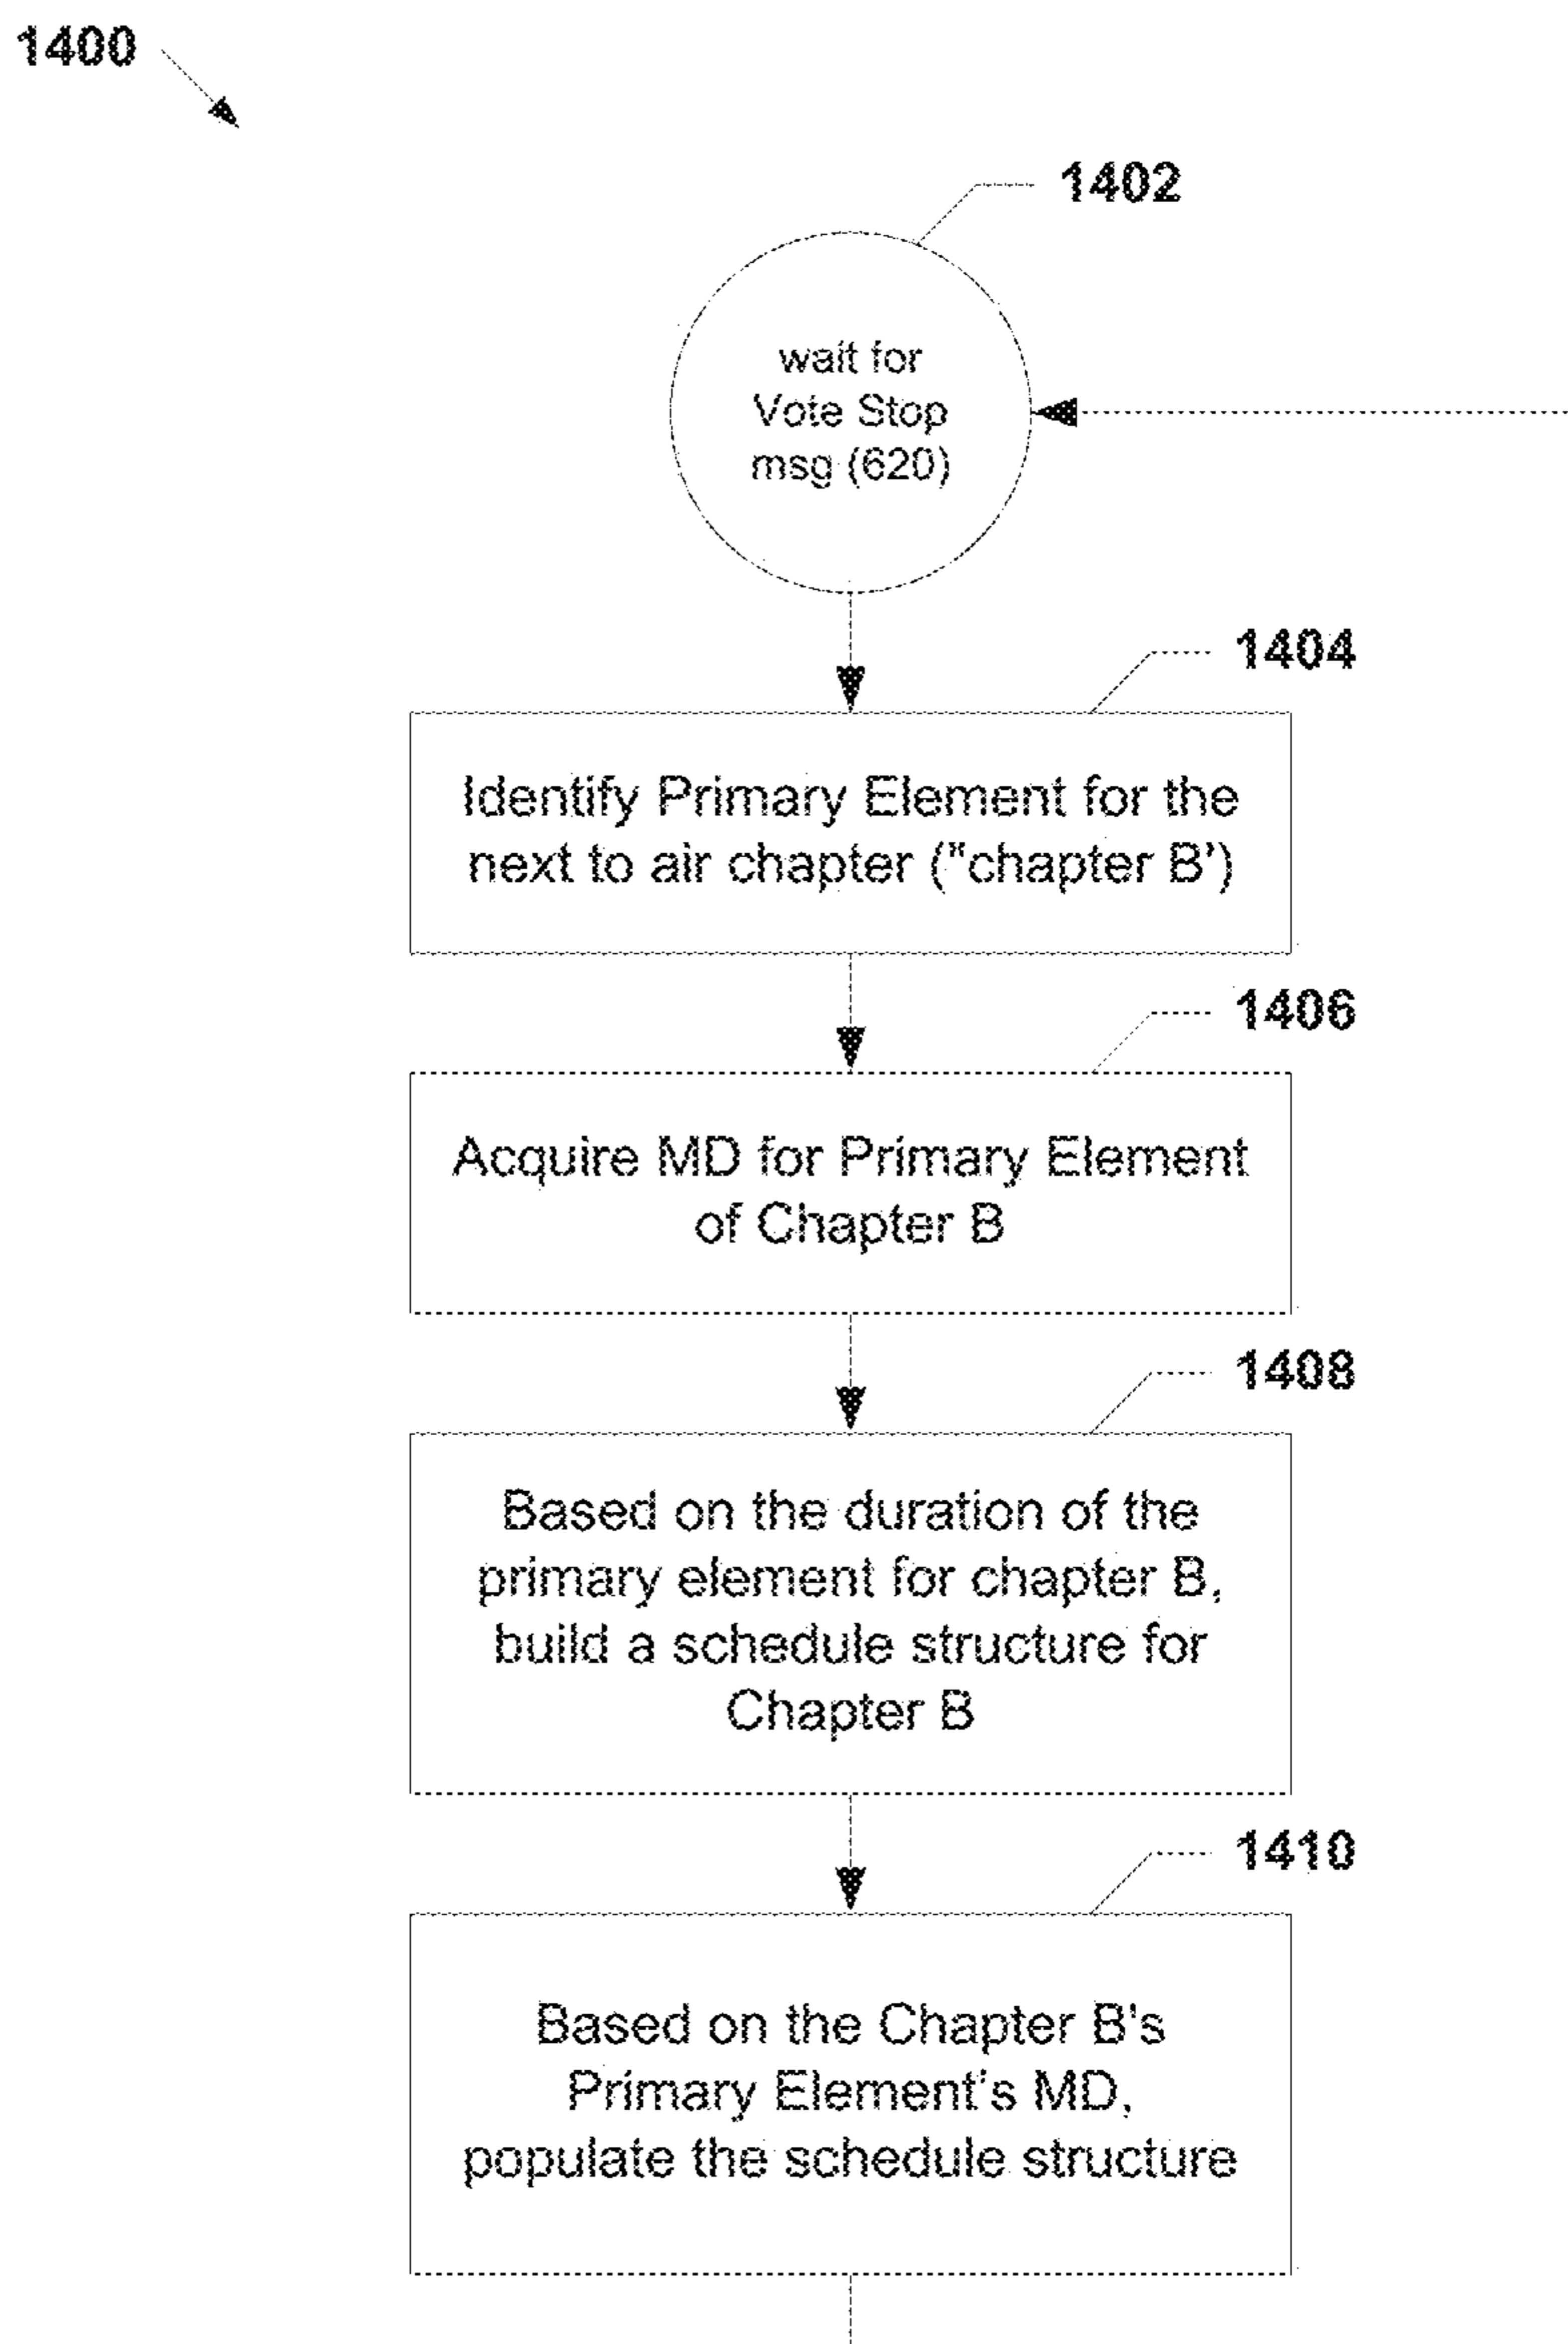 1400
1402
wait for
Vote Stop
msg (620)
1404
Identify Primary Element for the
next to air chapter ("chapter B')
1406
Acquire MD for Primary Element
of Chapter B
1408
Based on the duration of the
primary element for chapter B,
build a schedule structure for
Chapter B
1410
Based on the Chapter B's
Primary Element's MD,
populate the schedule structure